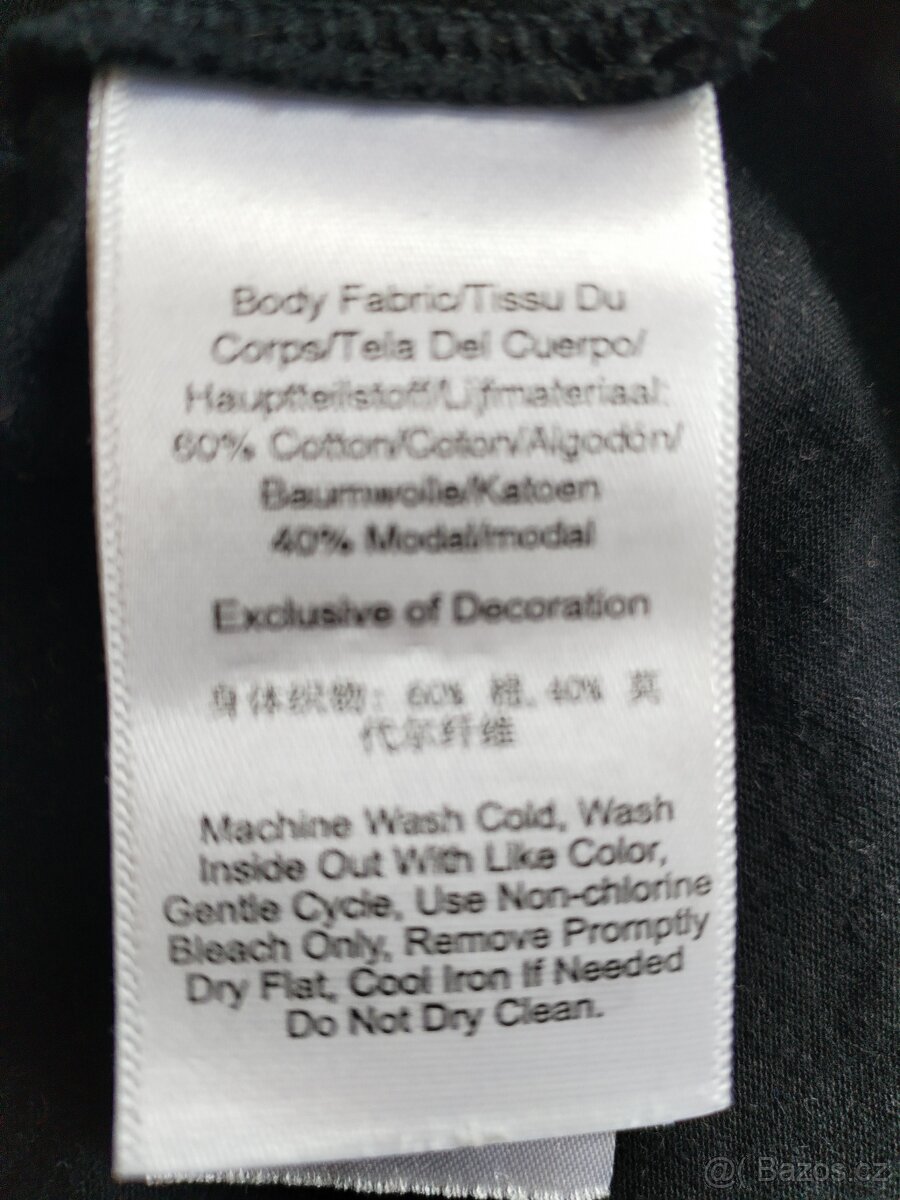 Body Fabric/Tissu Du
Corps/Tela Del Cuerpo/
Hauptteilstoff/Lijfmateriaal:
60% Cotton/Coton/Algodón/
Baumwolle/Katoen
40% Modal/modal
Exclusive of Decoration
身体织物: 60% 棉, 40% 莫
代尔纤维
Machine Wash Cold, Wash
Inside Out With Like Color,
Gentle Cycle, Use Non-chlorine
Bleach Only, Remove Promptly
Dry Flat, Cool Iron If Needed
Do Not Dry Clean.
@( Bazos.cz